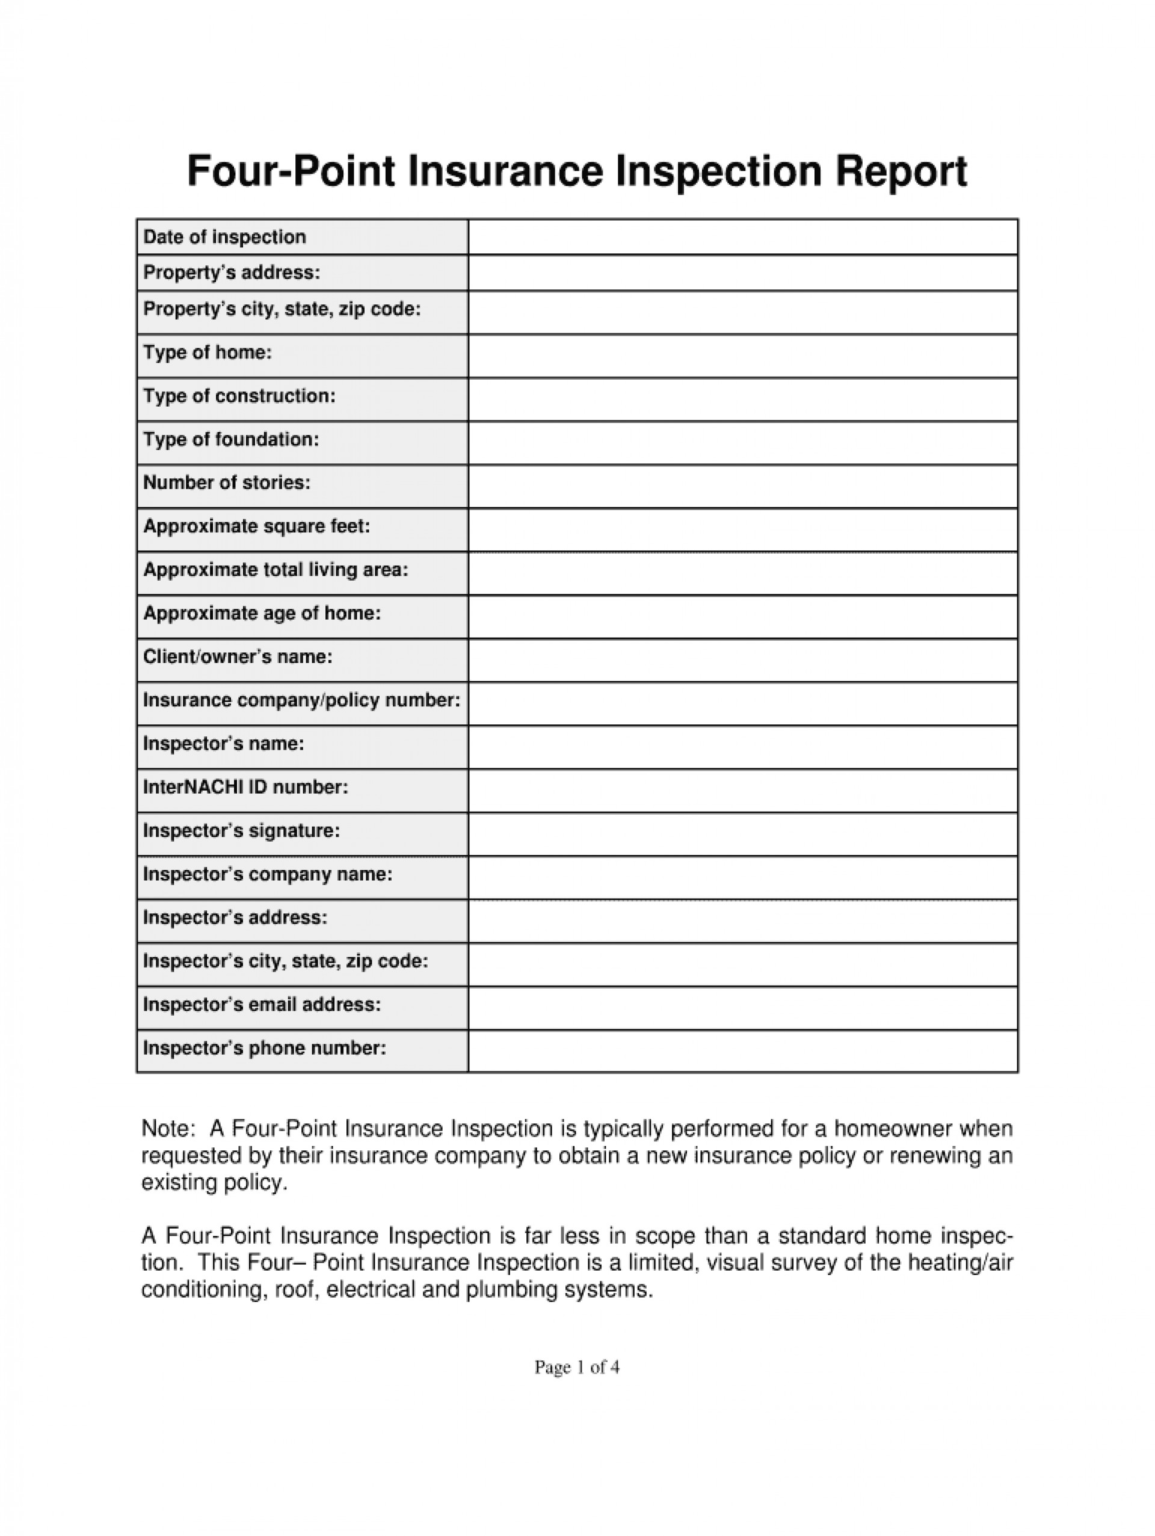 Four-Point Insurance Inspection Report
Date of inspection
Property's address:
Property's city, state, zip code:
Type of home:
Type of construction:
Type of foundation:
Number of stories:
Approximate square feet:
Approximate total living area:
Approximate age of home:
Client/owner's name:
Insurance company/policy number:
Inspector's name:
InterNACHI ID number:
Inspector's signature:
Inspector's company name:
Inspector's address:
Inspector's city, state, zip code:
Inspector's email address:
Inspector's phone number:
Note:  A Four-Point Insurance Inspection is typically performed for a homeowner when
requested by their insurance company to obtain a new insurance policy or renewing an
existing policy.
A Four-Point Insurance Inspection is far less in scope than a standard home inspec-
tion.  This Four– Point Insurance Inspection is a limited, visual survey of the heating/air
conditioning, roof, electrical and plumbing systems.
Page 1 of 4